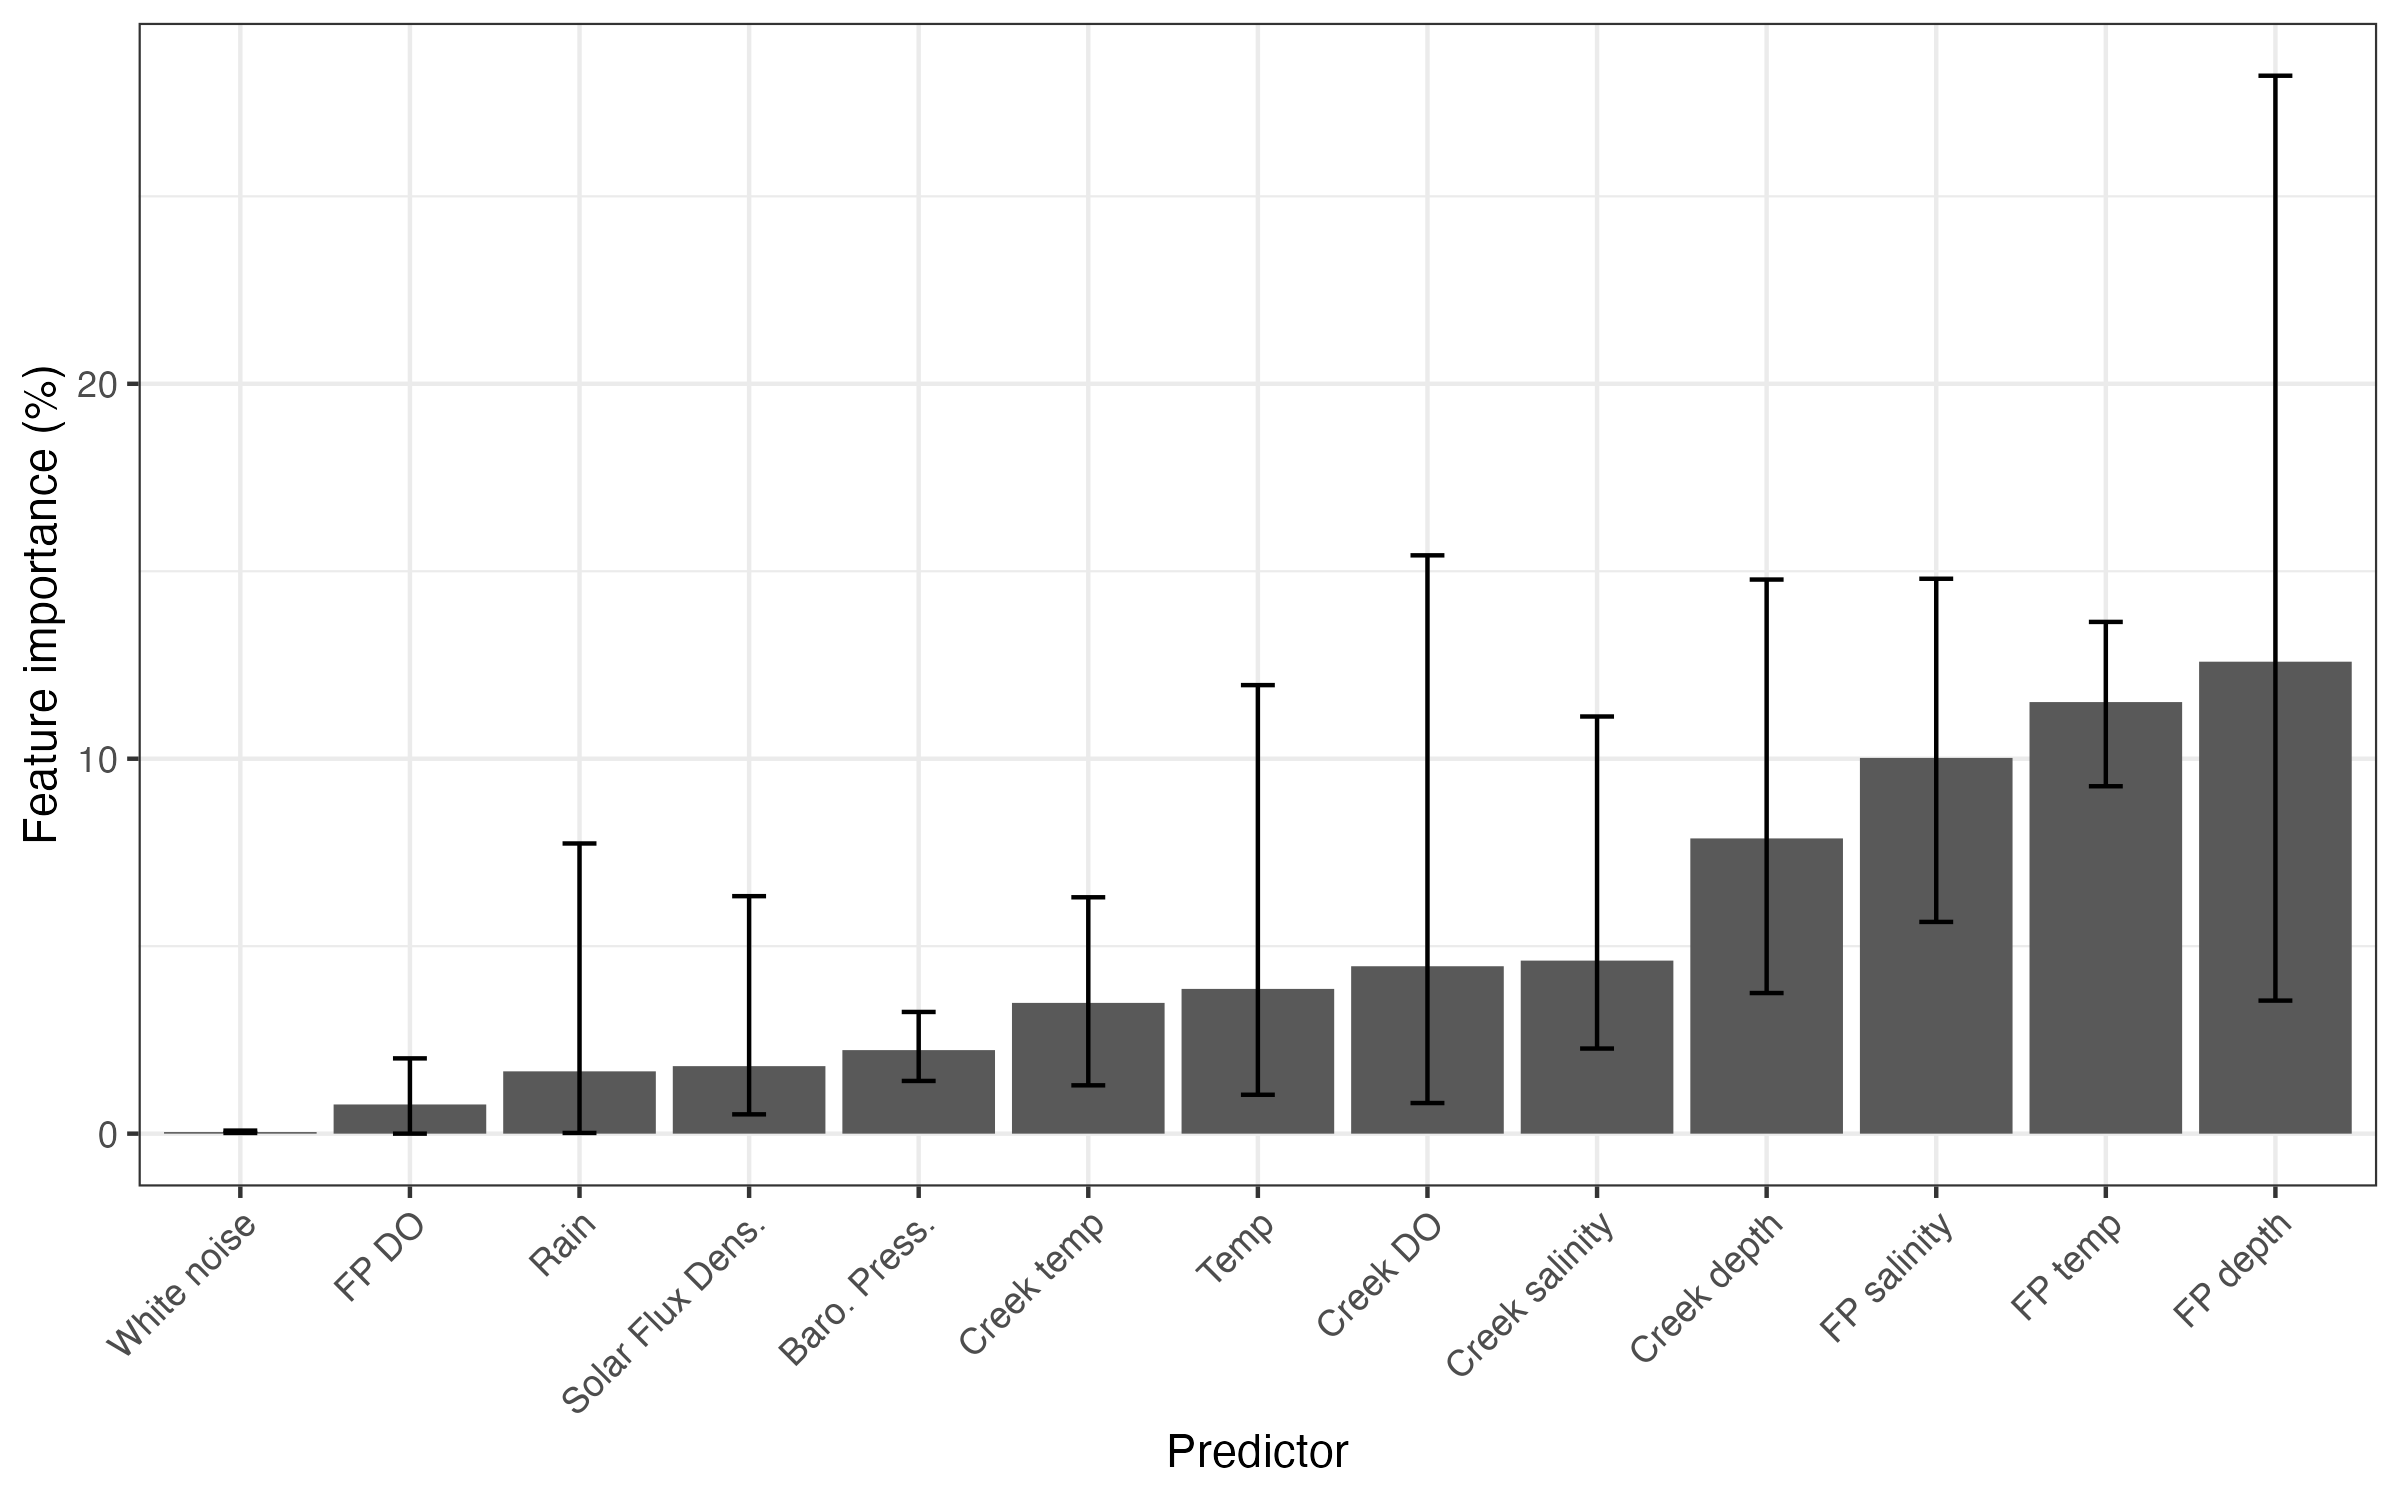 Feature importance (%)
20
10
0
White noise
FP DO
Rain
Solar Flux Dens.
Baro. Press.
Creek temp
Temp
Creek DO
Creek salinity
Creek depth
FP salinity
FP temp
FP depth
Predictor